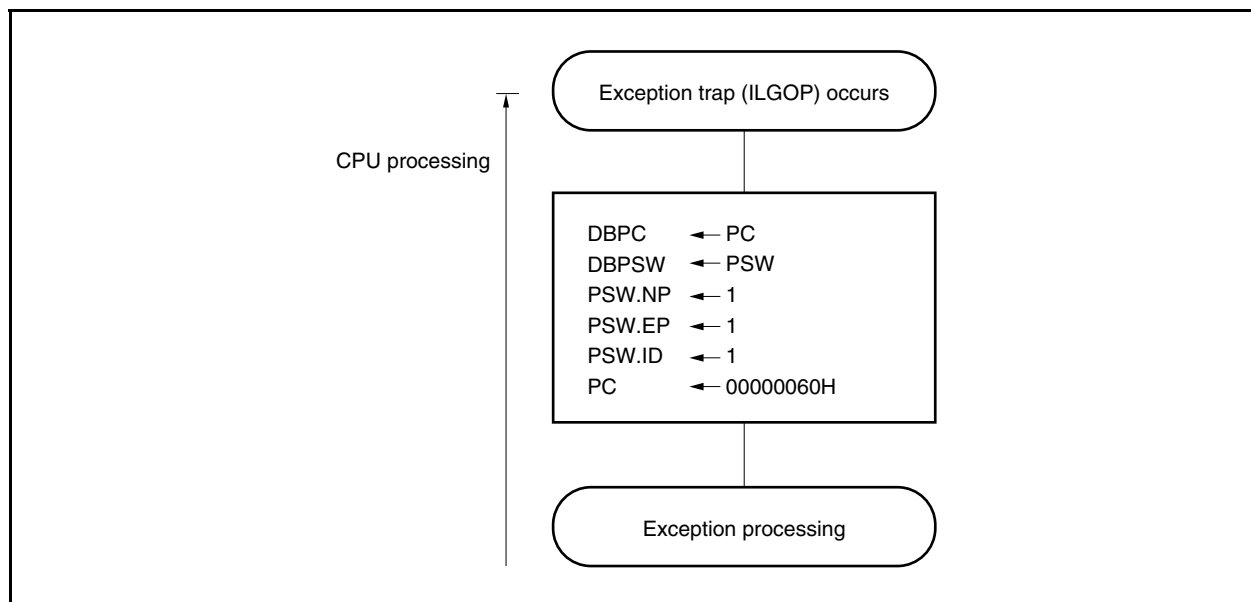 Exception trap (ILGOP) occurs
CPU processing
DBPC ← PC
DBPSW ← PSW
PSW.NP ← 1
PSW.EP ← 1
PSW.ID ← 1
PC ← 00000060H
Exception processing